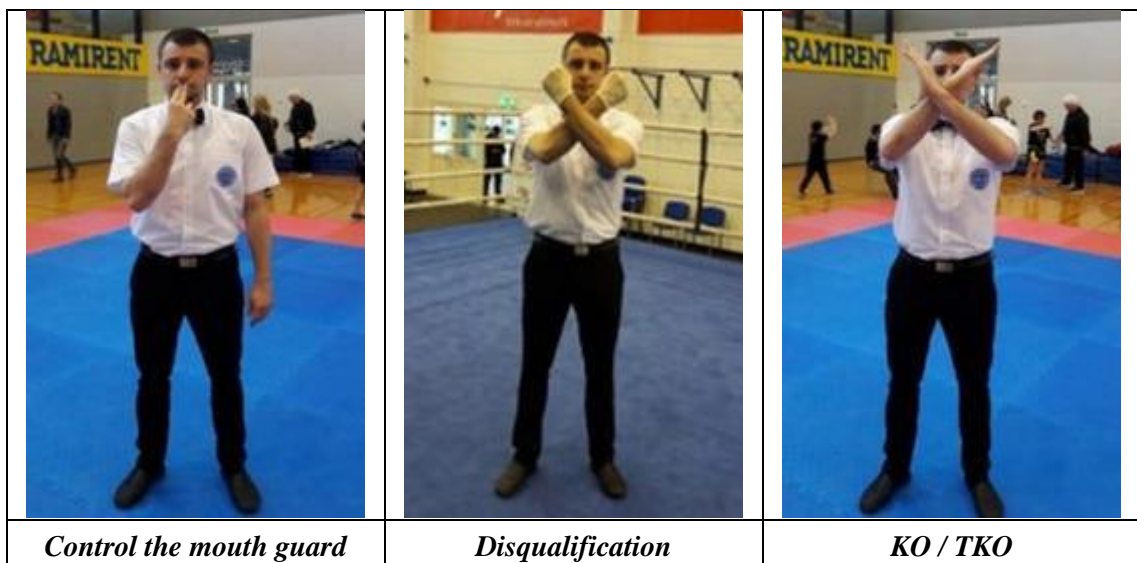 RAMIRENT
RAMIRENT
Control the mouth guard
Disqualification
KO / TKO